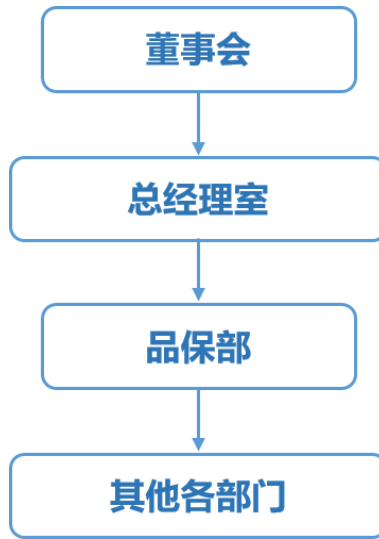 董事会
总经理室
品保部
其他各部门